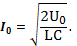 I₀ = √(2U₀/LC).